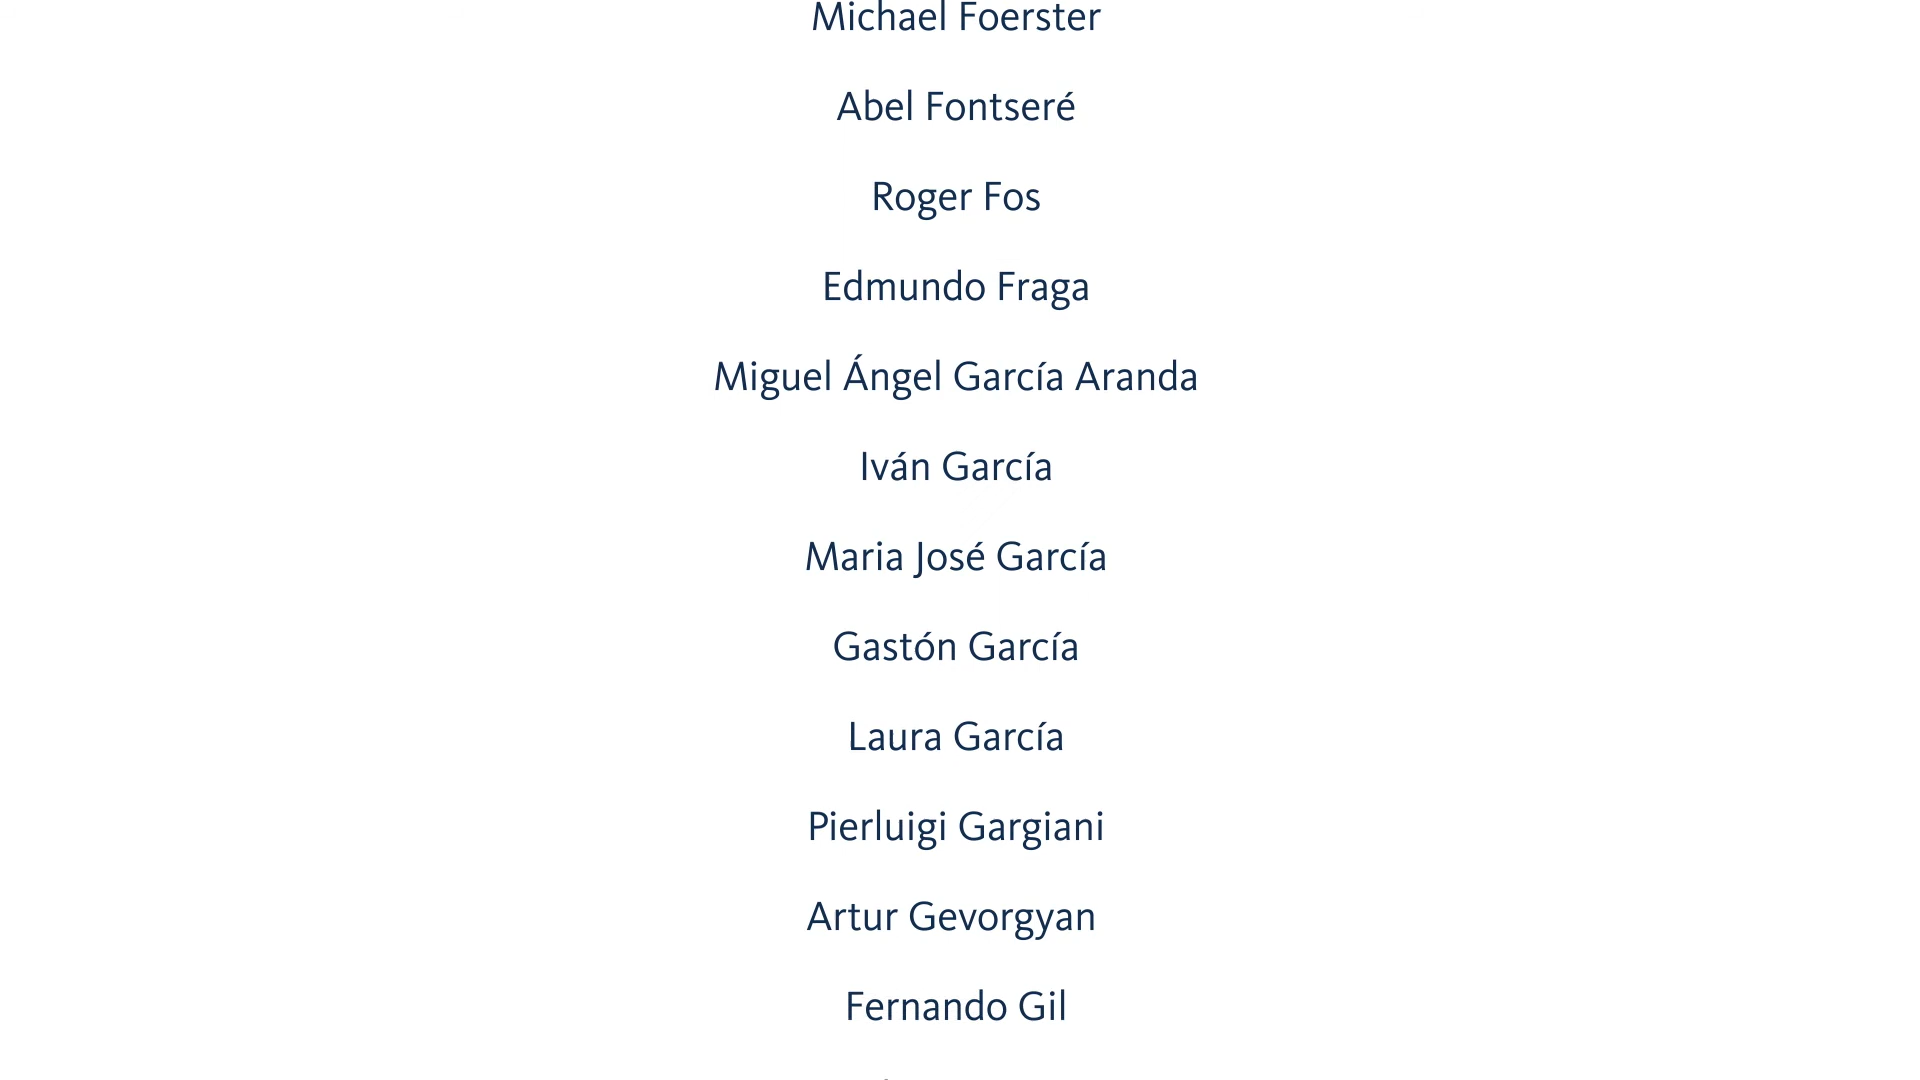 Michael Foerster
Abel Fontseré
Roger Fos
Edmundo Fraga
Miguel Ángel García Aranda
Iván García
Maria José García
Gastón García
Laura García
Pierluigi Gargiani
Artur Gevorgyan
Fernando Gil